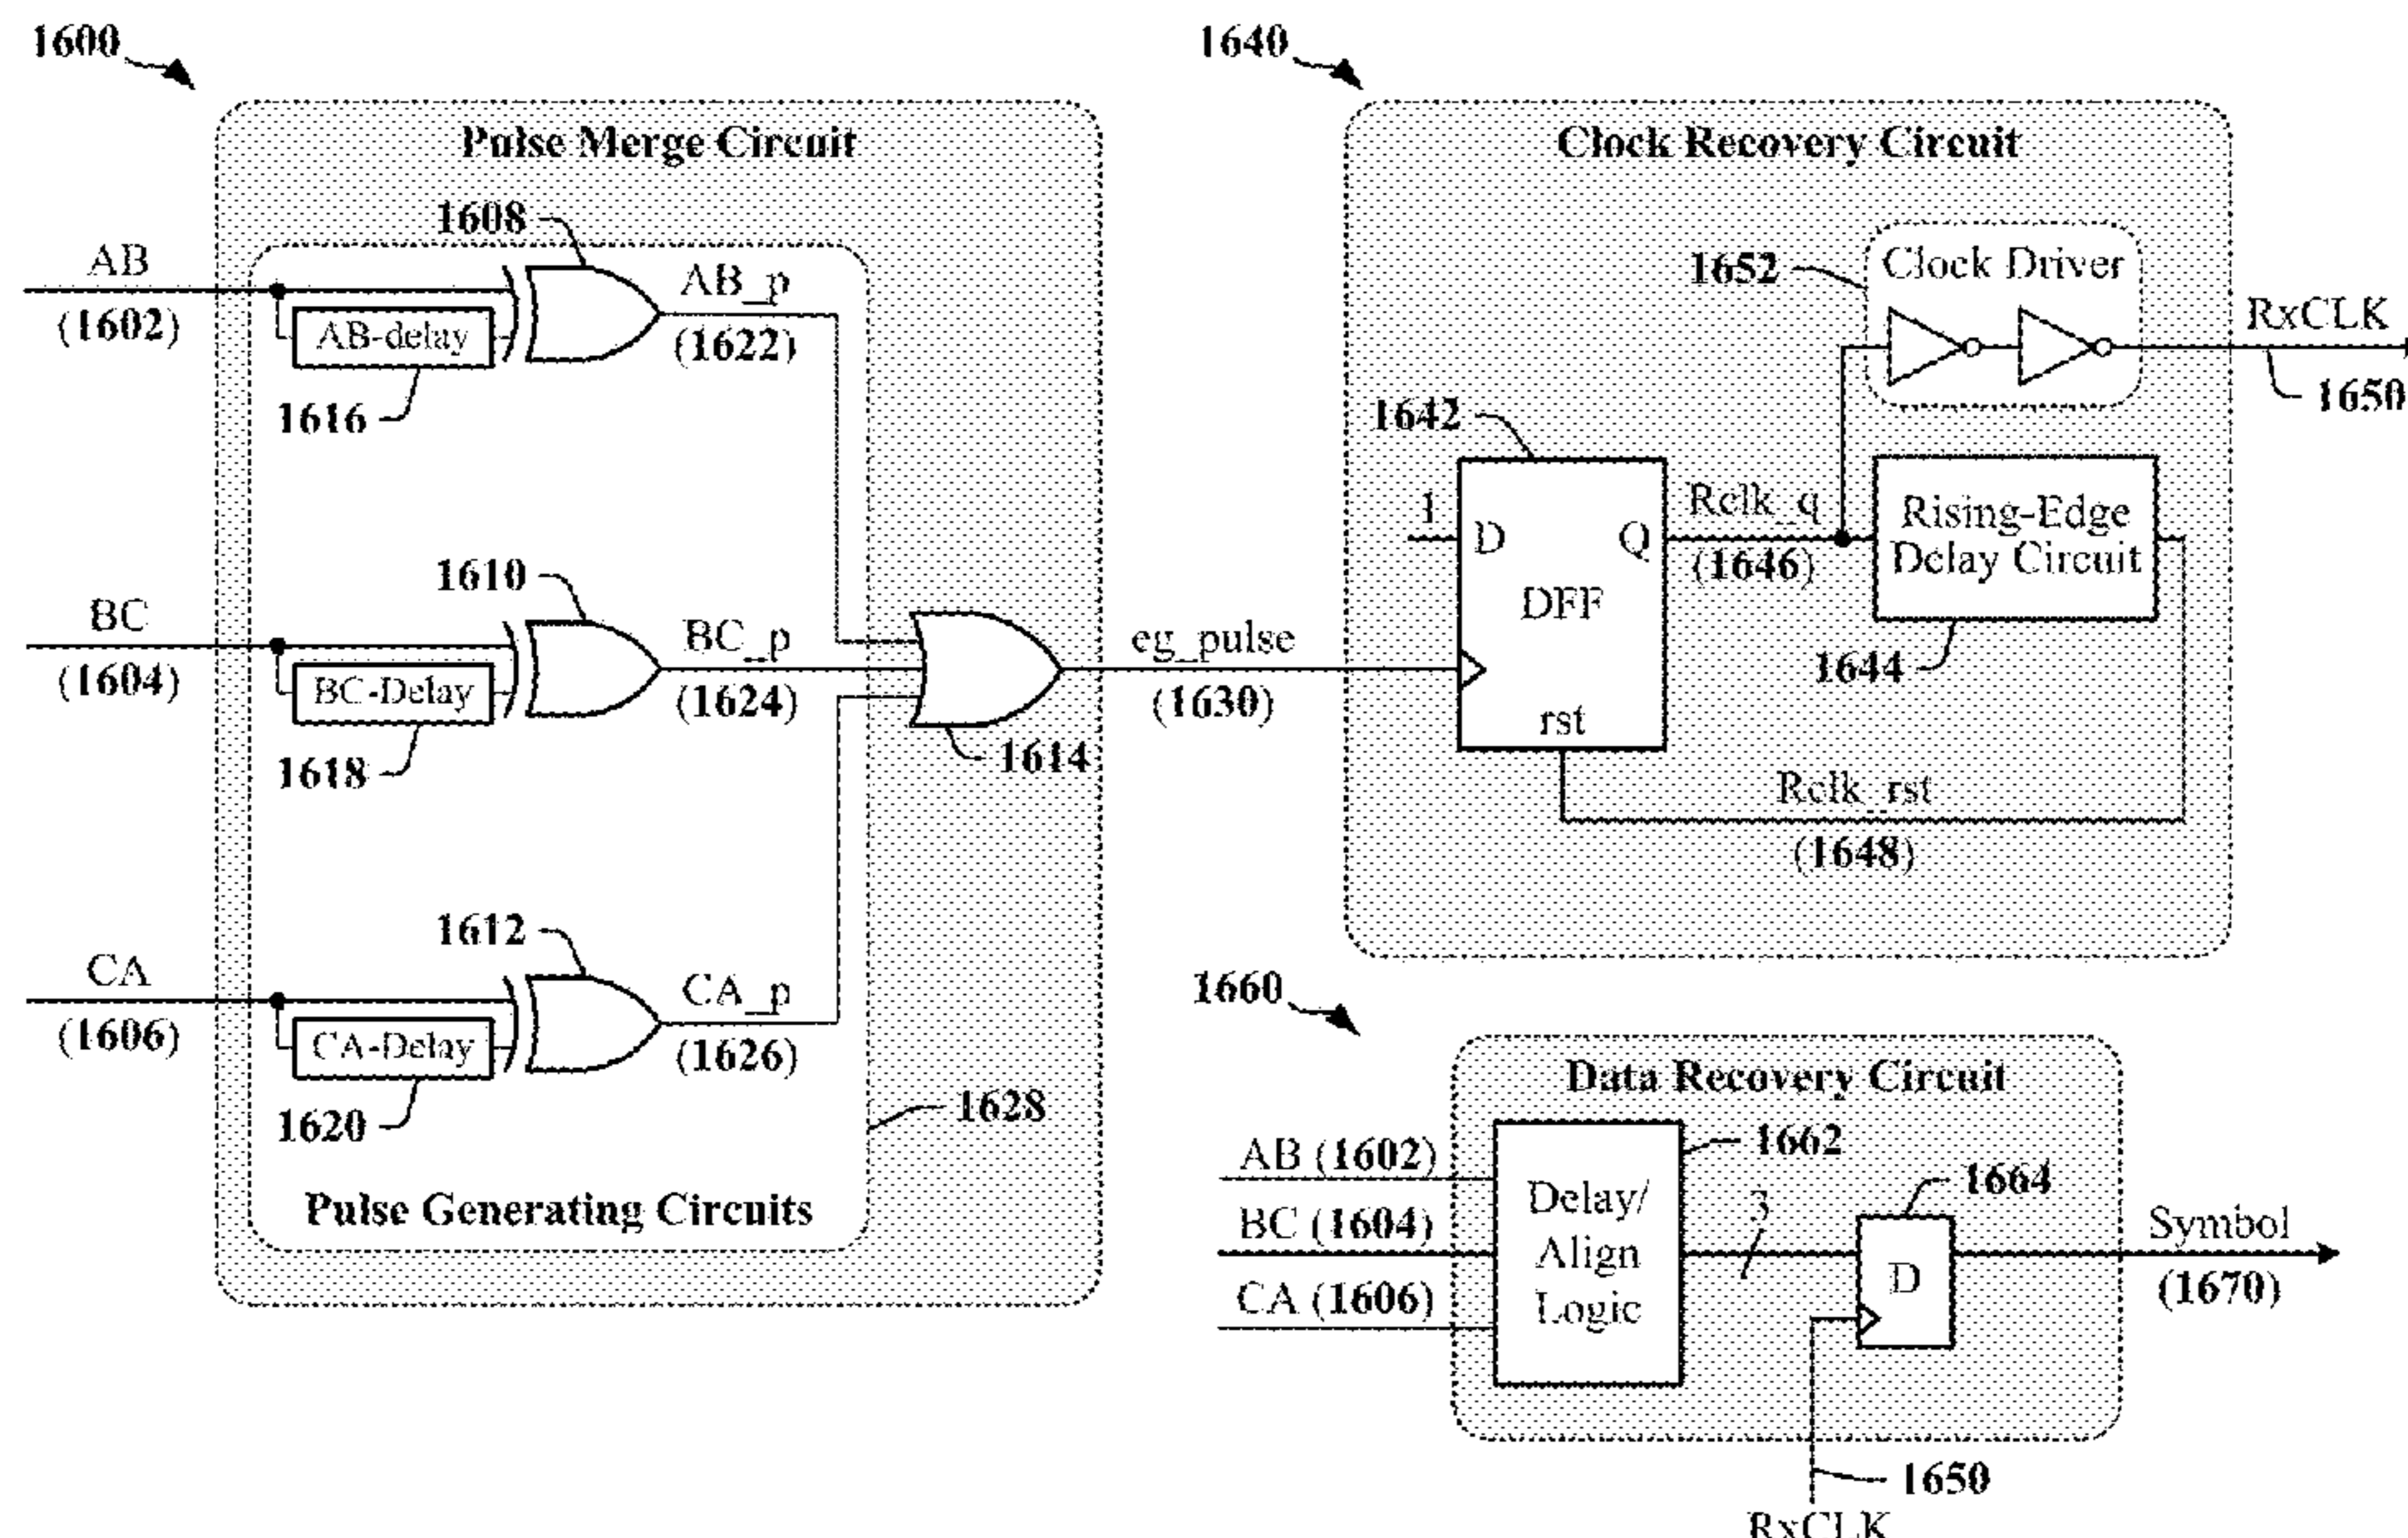 1600
Pulse Merge Circuit
1608
AB
(1602)
AB-delay
1616
AB_p
(1622)
1610
BC
(1604)
BC-Delay
1618
BC_p
(1624)
1614
eg_pulse
(1630)
1612
CA
(1606)
CA-Delay
1620
CA_p
(1626)
1628
Pulse Generating Circuits
1640
Clock Recovery Circuit
1652
Clock Driver
RxCLK
1650
1642
1
D
Q
DFF
rst
Rclk_q
(1646)
Rising-Edge
Delay Circuit
1644
Rclk_rst
(1648)
1660
Data Recovery Circuit
AB (1602)
BC (1604)
CA (1606)
Delay/
Align
Logic
1662
3
1664
D
Symbol
(1670)
1650
RxCLK